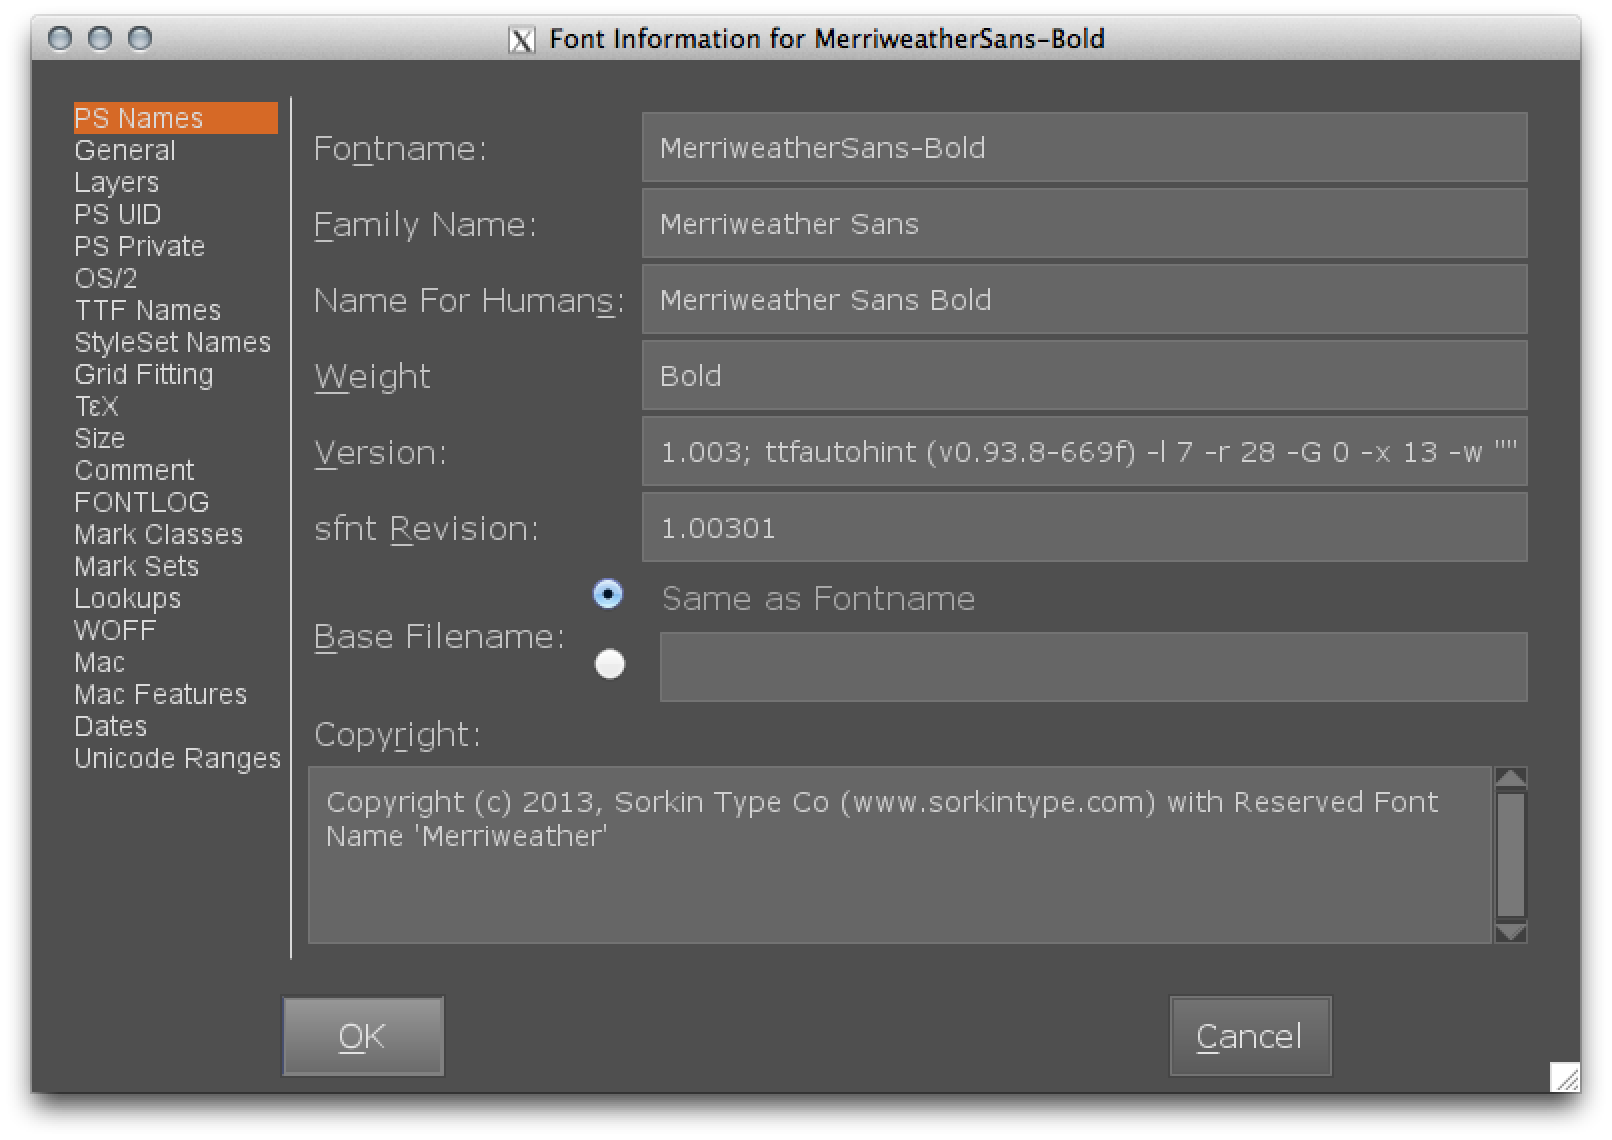 Font Information for MerriweatherSans-Bold
PS Names
General
Layers
PS UID
PS Private
OS/2
TTF Names
StyleSet Names
Grid Fitting
TεX
Size
Comment
FONTLOG
Mark Classes
Mark Sets
Lookups
WOFF
Mac
Mac Features
Dates
Unicode Ranges
Fontname: MerriweatherSans-Bold
Family Name: Merriweather Sans
Name For Humans: Merriweather Sans Bold
Weight Bold
Version: 1.003; ttfautohint (v0.93.8-669f) -l 7 -r 28 -G 0 -x 13 -w ""
sfnt Revision: 1.00301
Base Filename: Same as Fontname
Copyright:
Copyright (c) 2013, Sorkin Type Co (www.sorkintype.com) with Reserved Font
Name 'Merriweather'
OK Cancel